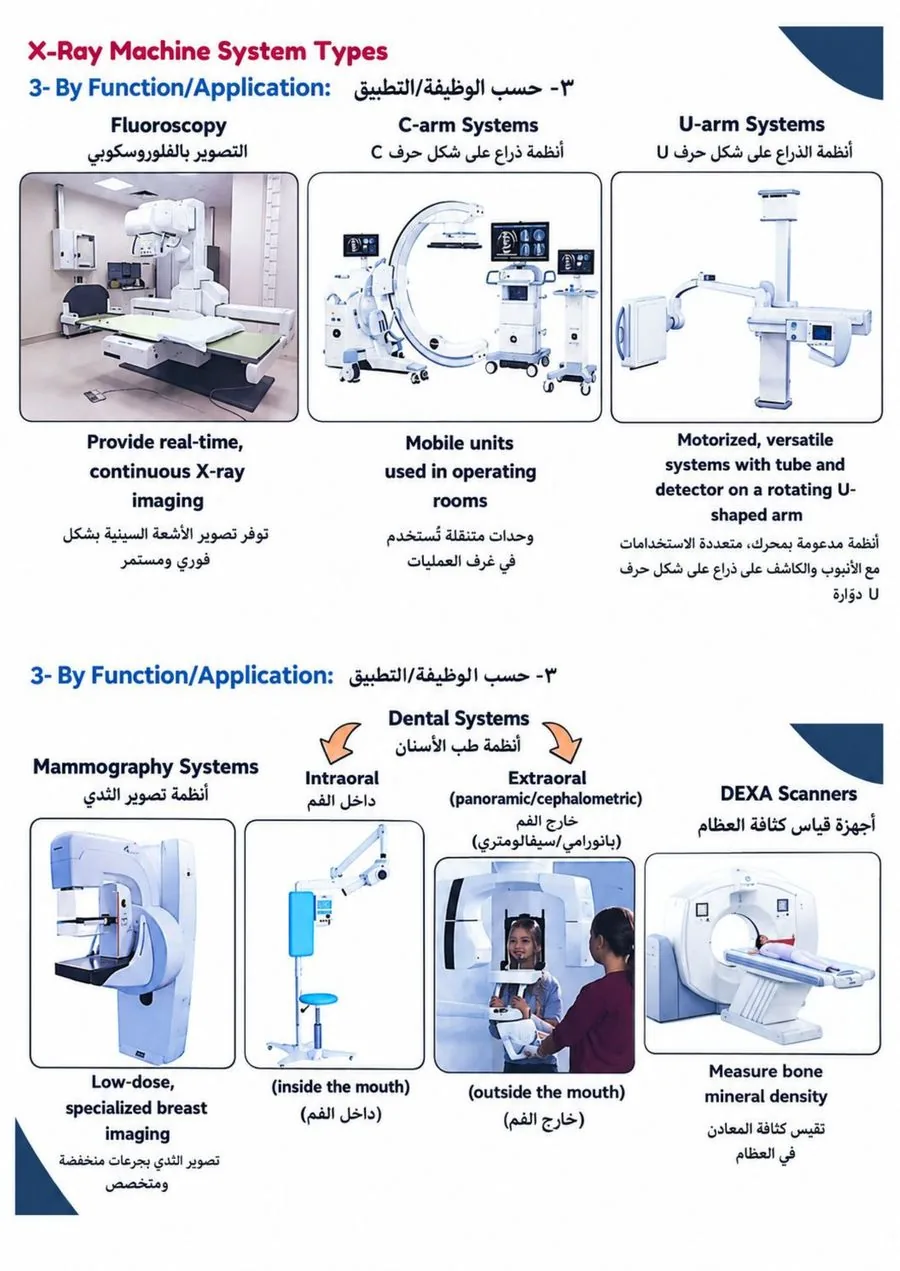 X-Ray Machine System Types
3- By Function/Application: ٣- حسب الوظيفة/التطبيق
Fluoroscopy
التصوير بالفلوروسكوبي
Provide real-time,
continuous X-ray
imaging
توفر تصوير الأشعة السينية بشكل
فوري ومستمر
C-arm Systems
أنظمة ذراع على شكل حرف C
Mobile units
used in operating
rooms
وحدات متنقلة تُستخدم
في غرف العمليات
U-arm Systems
أنظمة الذراع على شكل حرف U
Motorized, versatile
systems with tube and
detector on a rotating U-
shaped arm
أنظمة مدعومة بمحرك، متعددة الاستخدامات
مع الأنبوب والكاشف على ذراع على شكل حرف
U دوّارة
3- By Function/Application: ٣- حسب الوظيفة/التطبيق
Mammography Systems
أنظمة تصوير الثدي
Low-dose,
specialized breast
imaging
تصوير الثدي بجرعات منخفضة
ومتخصص
Dental Systems
أنظمة طب الأسنان
Intraoral
داخل الفم
(inside the mouth)
(داخل الفم)
Extraoral
(panoramic/cephalometric)
خارج الفم
(بانورامي/سيفالومتري)
(outside the mouth)
(خارج الفم)
DEXA Scanners
أجهزة قياس كثافة العظام
Measure bone
mineral density
تقيس كثافة المعادن
في العظام